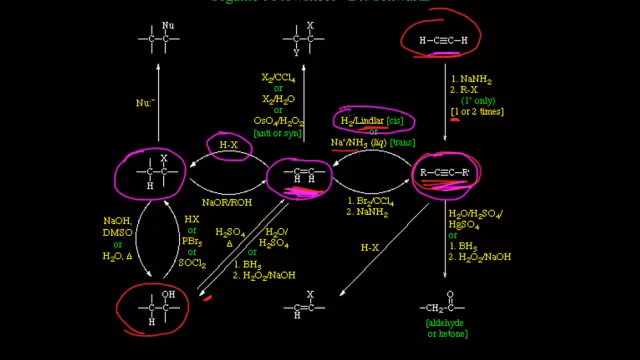 Nu
C C
X
C C
Y
H-C≡C-H
X₂/CCl₄
or
X₂/H₂O
or
OsO₄/H₂O₂
[anti or syn]
1. NaNH₂
2. R-X
(1° only)
[1 or 2 times]
Nu:⁻
H-X
H₂/Lindlar [cis]
or
Na°/NH₃ (liq) [trans]
X
C C
H
C=C
H H
R-C≡C-R'
NaOR/ROH
1. Br₂/CCl₄
2. NaNH₂
NaOH,
DMSO
or
H₂O, Δ
HX
or
PBr₃
or
SOCl₂
H₂SO₄
Δ
H₂O/
H₂SO₄
or
1. BH₃
2. H₂O₂/NaOH
H-X
H₂O/H₂SO₄/
HgSO₄
or
1. BH₃
2. H₂O₂/NaOH
OH
C C
H
X
C=C
H
O
CH₂ C
[aldehyde
or ketone]